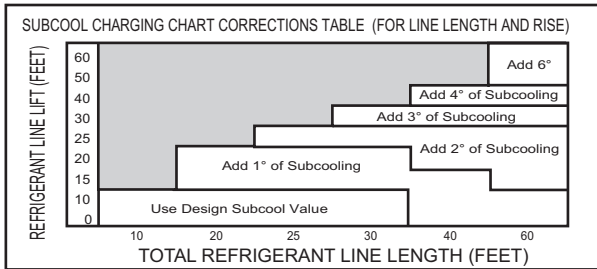 SUBCOOL CHARGING CHART CORRECTIONS TABLE (FOR LINE LENGTH AND RISE)
REFRIGERANT LINE LIFT (FEET)
60
50
40
30
25
20
15
10
0
Add 6°
Add 4° of Subcooling
Add 3° of Subcooling
Add 2° of Subcooling
Add 1° of Subcooling
Use Design Subcool Value
10 20 25 30 40 60
TOTAL REFRIGERANT LINE LENGTH (FEET)